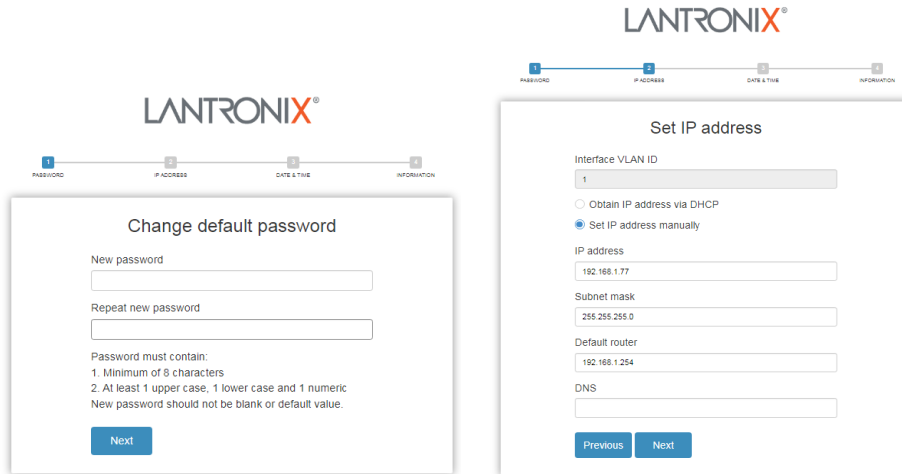 LANTRONIX®
1 2 3 4
PASSWORD IP ADDRESS DATE & TIME INFORMATION
Change default password
New password
Repeat new password
Password must contain:
1. Minimum of 8 characters
2. At least 1 upper case, 1 lower case and 1 numeric
New password should not be blank or default value.
Next
LANTRONIX®
1 2 3 4
PASSWORD IP ADDRESS DATE & TIME INFORMATION
Set IP address
Interface VLAN ID
1
Obtain IP address via DHCP
Set IP address manually
IP address
192.168.1.77
Subnet mask
255.255.255.0
Default router
192.168.1.254
DNS
Previous Next